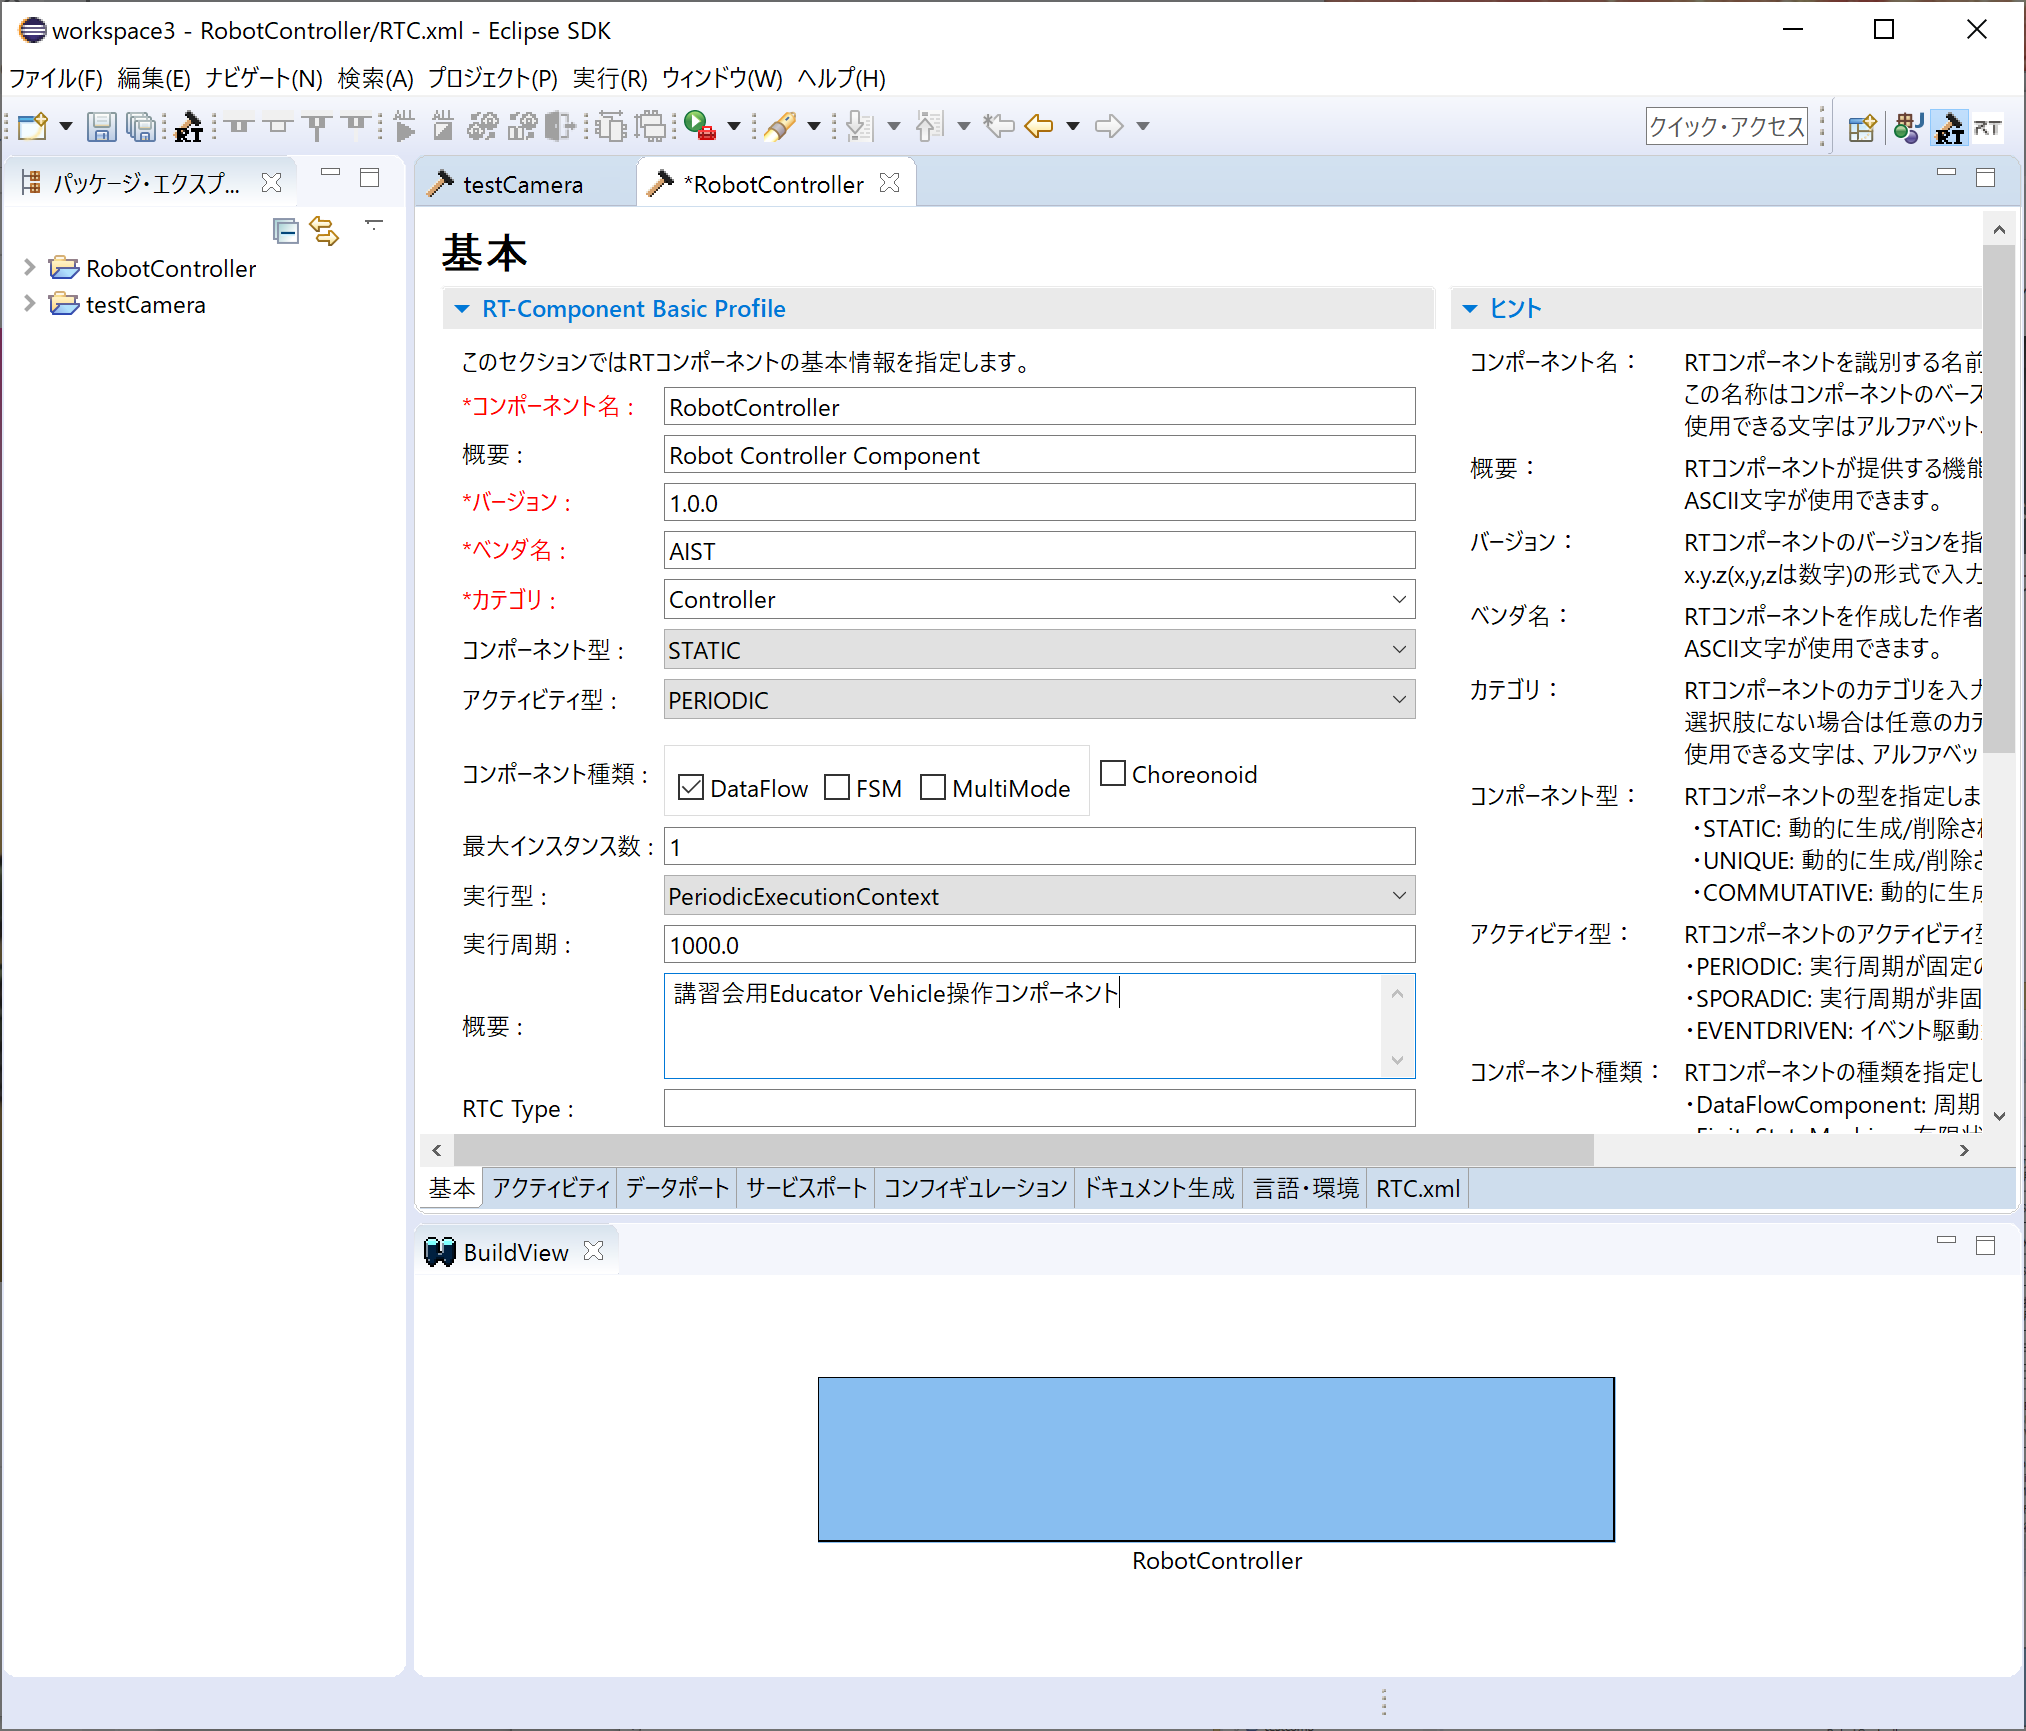 workspace3 - RobotController/RTC.xml - Eclipse SDK
ファイル(F) 編集(E) ナビゲート(N) 検索(A) プロジェクト(P) 実行(R) ウィンドウ(W) ヘルプ(H)
RT
クイック・アクセス
RT
RT
パッケージ・エクスプ...
RobotController
testCamera
testCamera
*RobotController
基本
RT-Component Basic Profile
このセクションではRTコンポーネントの基本情報を指定します。
*コンポーネント名 : RobotController
概要 : Robot Controller Component
*バージョン : 1.0.0
*ベンダ名 : AIST
*カテゴリ : Controller
コンポーネント型 : STATIC
アクティビティ型 : PERIODIC
コンポーネント種類 : DataFlow FSM MultiMode Choreonoid
最大インスタンス数 : 1
実行型 : PeriodicExecutionContext
実行周期 : 1000.0
概要 : 講習会用Educator Vehicle操作コンポーネント
RTC Type :
ヒント
コンポーネント名： RTコンポーネントを識別する名前
この名称はコンポーネントのベース
使用できる文字はアルファベット
概要： RTコンポーネントが提供する機能
ASCII文字が使用できます。
バージョン： RTコンポーネントのバージョンを指
x.y.z(x,y,zは数字)の形式で入力
ベンダ名： RTコンポーネントを作成した作者
ASCII文字が使用できます。
カテゴリ： RTコンポーネントのカテゴリを入力
選択肢にない場合は任意のカテ
使用できる文字は、アルファベッ
コンポーネント型： RTコンポーネントの型を指定しま
・STATIC: 動的に生成/削除され
・UNIQUE: 動的に生成/削除さ
・COMMUTATIVE: 動的に生成
アクティビティ型： RTコンポーネントのアクティビティ型
・PERIODIC: 実行周期が固定の
・SPORADIC: 実行周期が非固
・EVENTDRIVEN: イベント駆動
コンポーネント種類： RTコンポーネントの種類を指定し
・DataFlowComponent: 周期
基本 アクティビティ データポート サービスポート コンフィギュレーション ドキュメント生成 言語・環境 RTC.xml
BuildView
RobotController